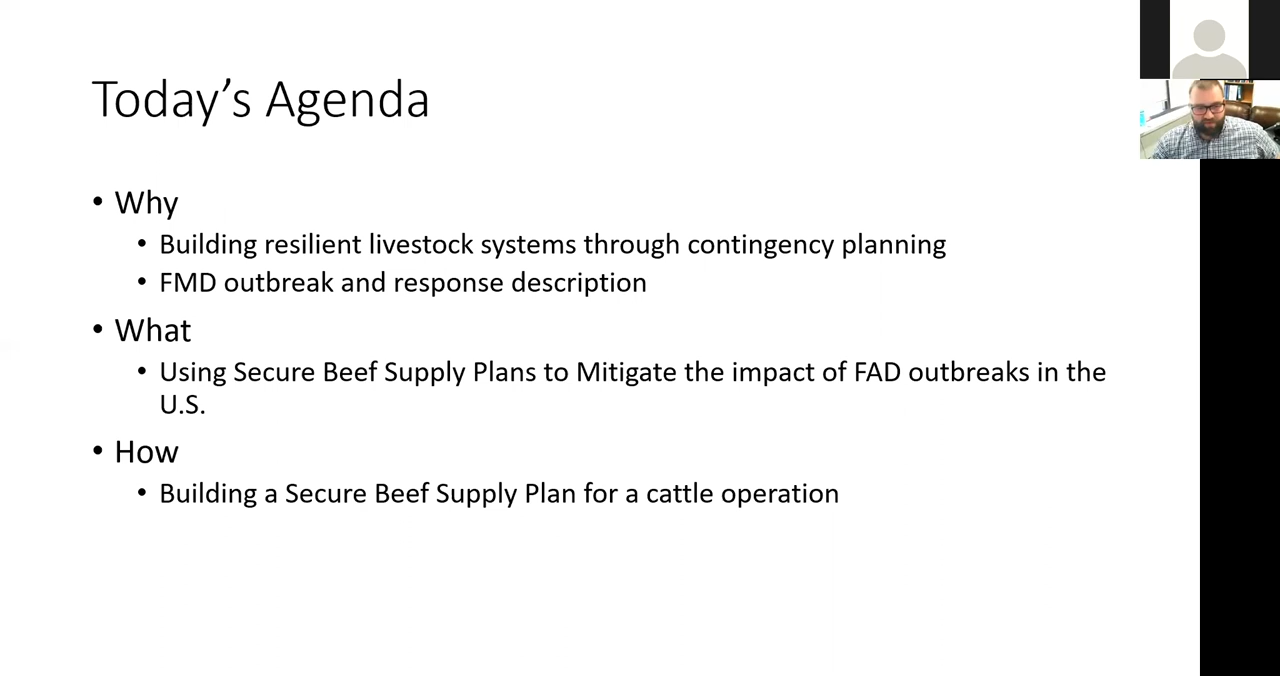 Today’s Agenda
• Why
• Building resilient livestock systems through contingency planning
• FMD outbreak and response description
• What
• Using Secure Beef Supply Plans to Mitigate the impact of FAD outbreaks in the
U.S.
• How
• Building a Secure Beef Supply Plan for a cattle operation